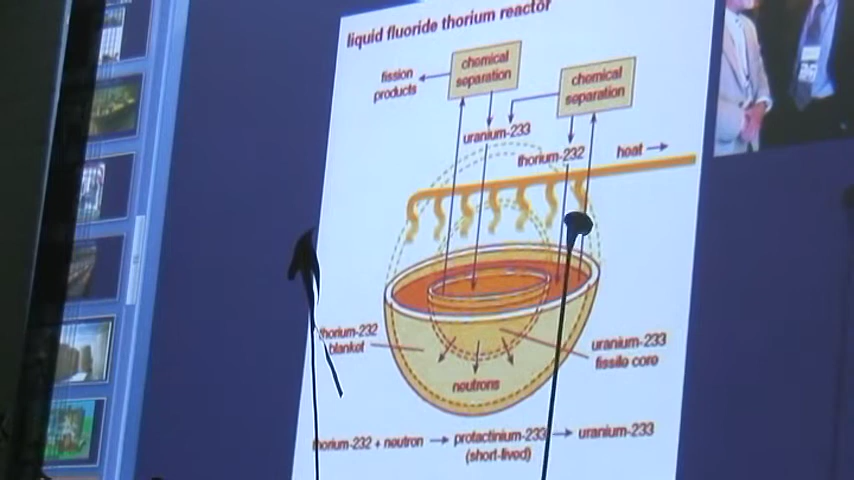 liquid fluoride thorium reactor
chemical
separation
fission
products
chemical
separation
uranium-233
thorium-232
heat
thorium-232
blanket
uranium-233
fissile core
neutrons
thorium-232 + neutron → protactinium-233 → uranium-233
(short-lived)